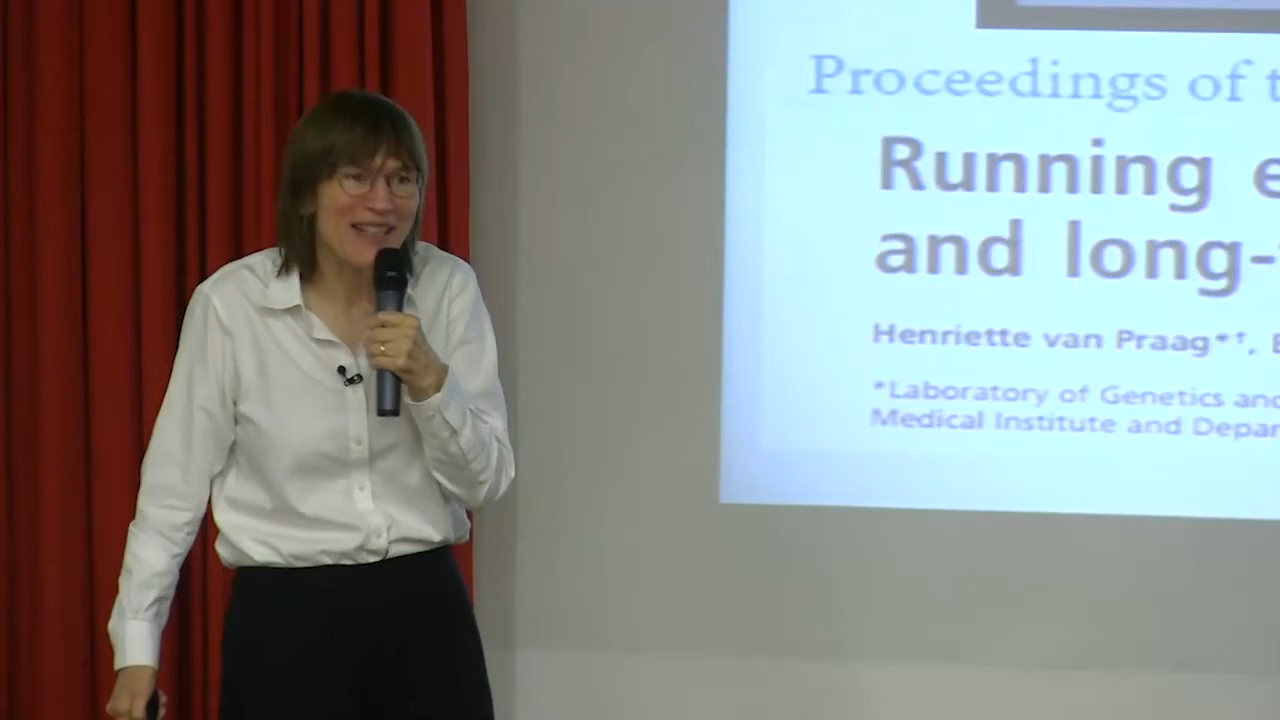 Proceedings of t
Running e
and long-
Henriette van Praag*†, B
*Laboratory of Genetics and
Medical Institute and Depar